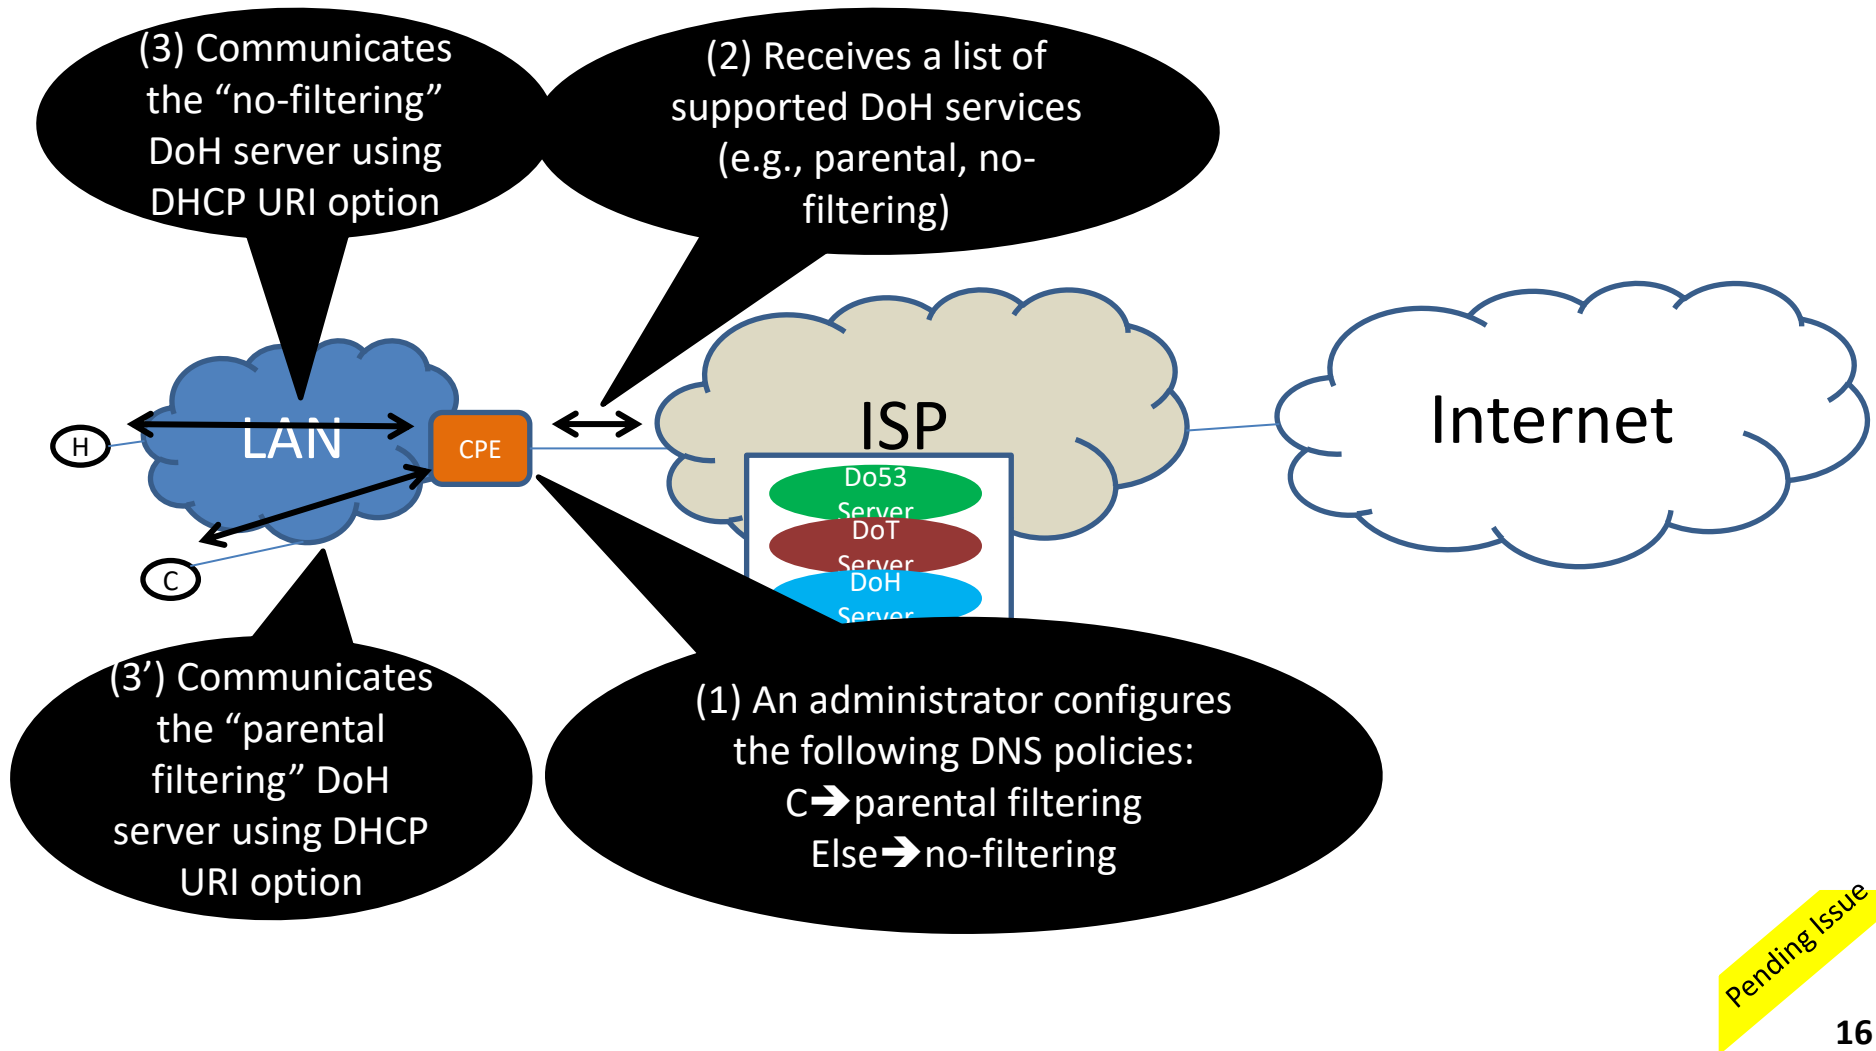 (3) Communicates
the “no-filtering”
DoH server using
DHCP URI option
(2) Receives a list of
supported DoH services
(e.g., parental, no-
filtering)
LAN
H
C
CPE
ISP
Do53
Server
DoT
Server
DoH
Server
Internet
(3’) Communicates
the “parental
filtering” DoH
server using DHCP
URI option
(1) An administrator configures
the following DNS policies:
C➔parental filtering
Else➔no-filtering
Pending Issue
16